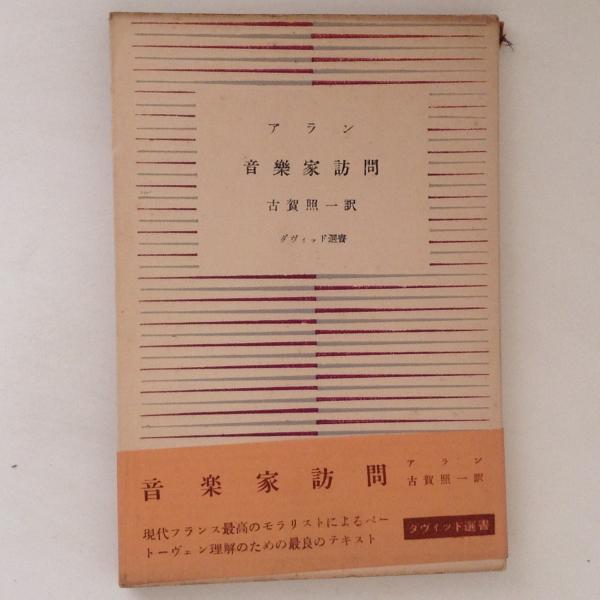 アラン
音樂家訪問
古賀照一訳
ダヴィッド選書
音楽家訪問
アラン
古賀照一訳
現代フランス最高のモラリストによるベー
トーヴェン理解のための最良のテキスト
ダヴィッド選書